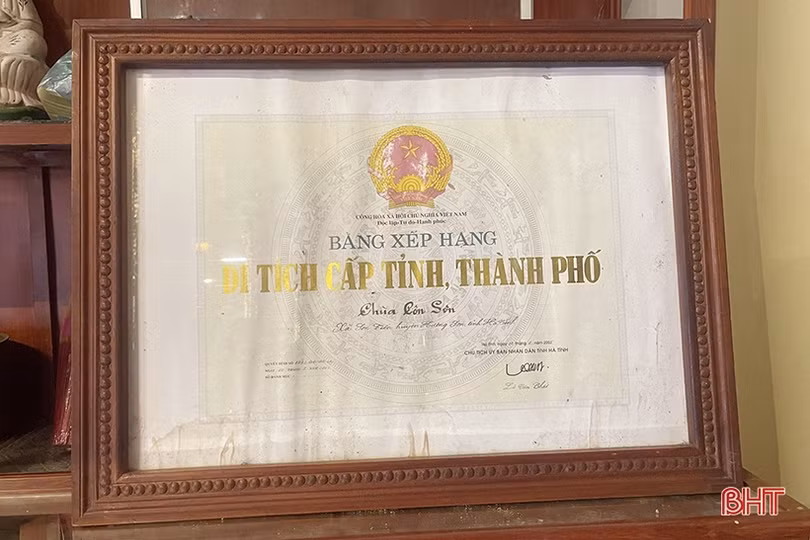 CỘNG HÒA XÃ HỘI CHỦ NGHĨA VIỆT NAM
Độc lập-Tự do-Hạnh phúc
BẰNG XẾP HẠNG
DI TÍCH CẤP TỈNH, THÀNH PHỐ
Chùa Côn Sơn
huyện Hương Sơn, tỉnh Hà Tĩnh
CHỦ TỊCH ỦY BAN NHÂN DÂN TỈNH HÀ TĨNH
BHT